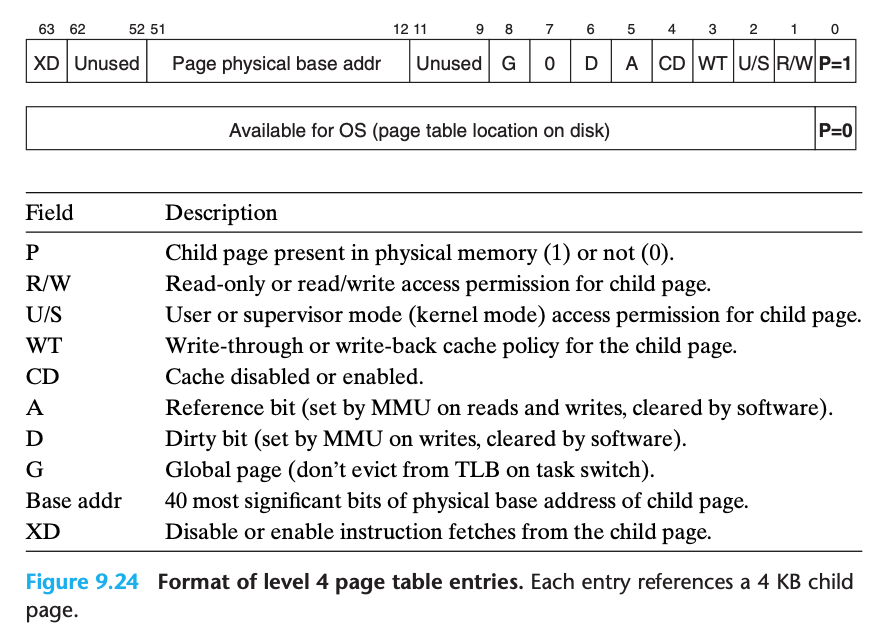 63 62 52 51 12 11 9 8 7 6 5 4 3 2 1 0
XD Unused Page physical base addr Unused G 0 D A CD WT U/S R/W P=1
Available for OS (page table location on disk) P=0
Field Description
P Child page present in physical memory (1) or not (0).
R/W Read-only or read/write access permission for child page.
U/S User or supervisor mode (kernel mode) access permission for child page.
WT Write-through or write-back cache policy for the child page.
CD Cache disabled or enabled.
A Reference bit (set by MMU on reads and writes, cleared by software).
D Dirty bit (set by MMU on writes, cleared by software).
G Global page (don’t evict from TLB on task switch).
Base addr 40 most significant bits of physical base address of child page.
XD Disable or enable instruction fetches from the child page.
Figure 9.24 Format of level 4 page table entries. Each entry references a 4 KB child
page.